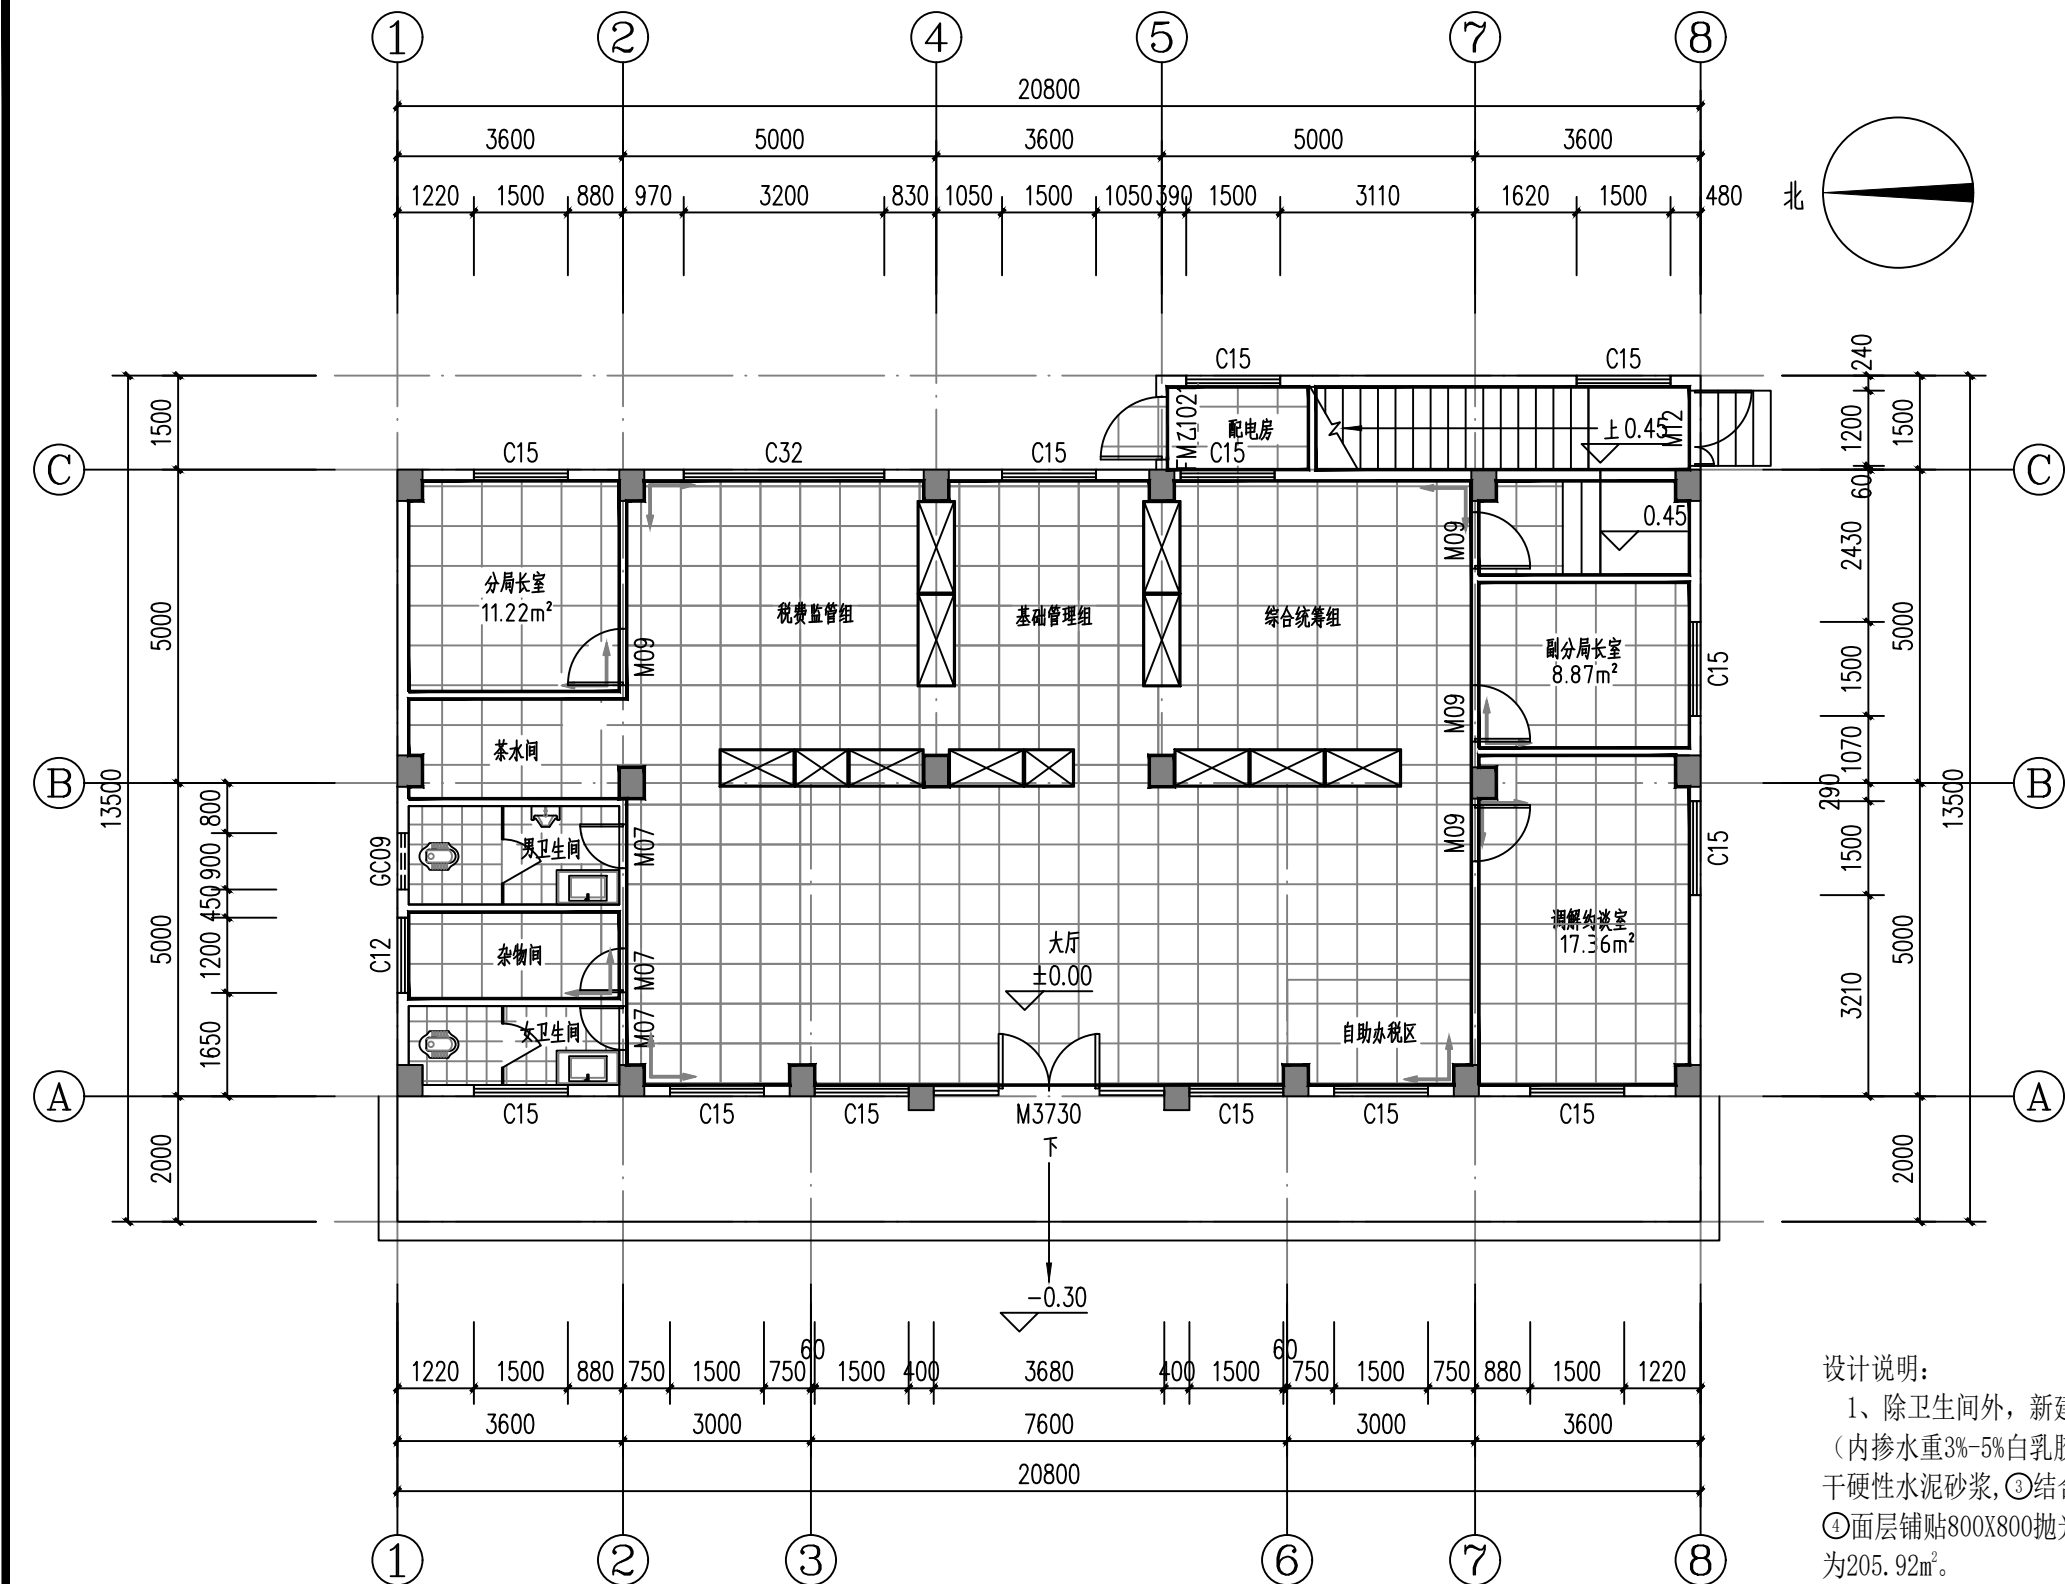 ① ② ④ ⑤ ⑦ ⑧
20800
3600 5000 3600 5000 3600
1220 1500 880 970 3200 830 1050 1500 1050 390 1500 3110 1620 1500 480
北
C15 C15
240
1500 FMZ1021 配电房 上 0.45 M12 1200 1500
C C15 C32 C15 C15 C
60
M09 0.45
2430
分局长室
11.22m²
税费监管组 基础管理组 综合统筹组
5000 5000
M09 副分局长室
8.87m²
C15 1500
M09
茶水间
1070
B B
13500 290 13500
800
GC09 900 男卫生间 M07 M09 1500 C15
450
5000 5000
C12 1200 杂物间 M07 大厅 调解约谈室
17.36m²
±0.00
3210
1650 女卫生间 M07 自助办税区
A A
C15 C15 C15 M3730 C15 C15 C15
下
2000 2000
-0.30
60 60
1220 1500 880 750 1500 750 1500 400 3680 400 1500 750 1500 750 880 1500 1220
3600 3000 7600 3000 3600
20800
① ② ③ ⑥ ⑦ ⑧
设计说明：
1、除卫生间外，新建
（内掺水重3%-5%白乳胶
干硬性水泥砂浆,③结合
④面层铺贴800X800抛光
为205.92m²。